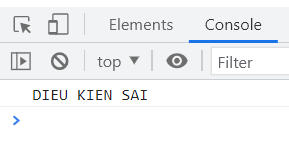 Elements Console
top Filter
DIEU KIEN SAI